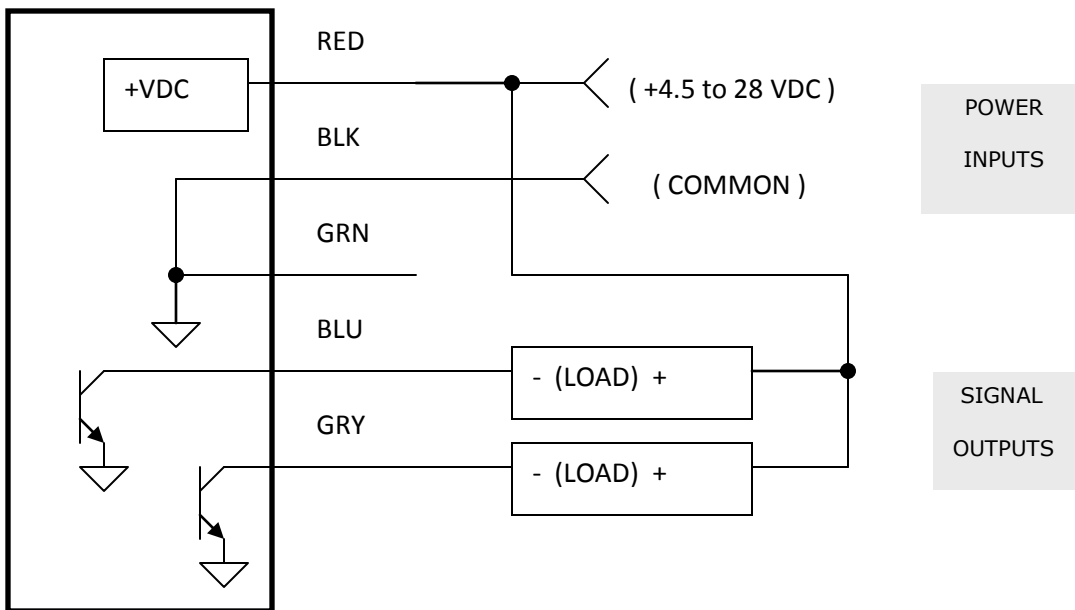 RED
+VDC
( +4.5 to 28 VDC )
POWER
INPUTS
BLK
( COMMON )
GRN
BLU
- (LOAD) +
SIGNAL
OUTPUTS
GRY
- (LOAD) +